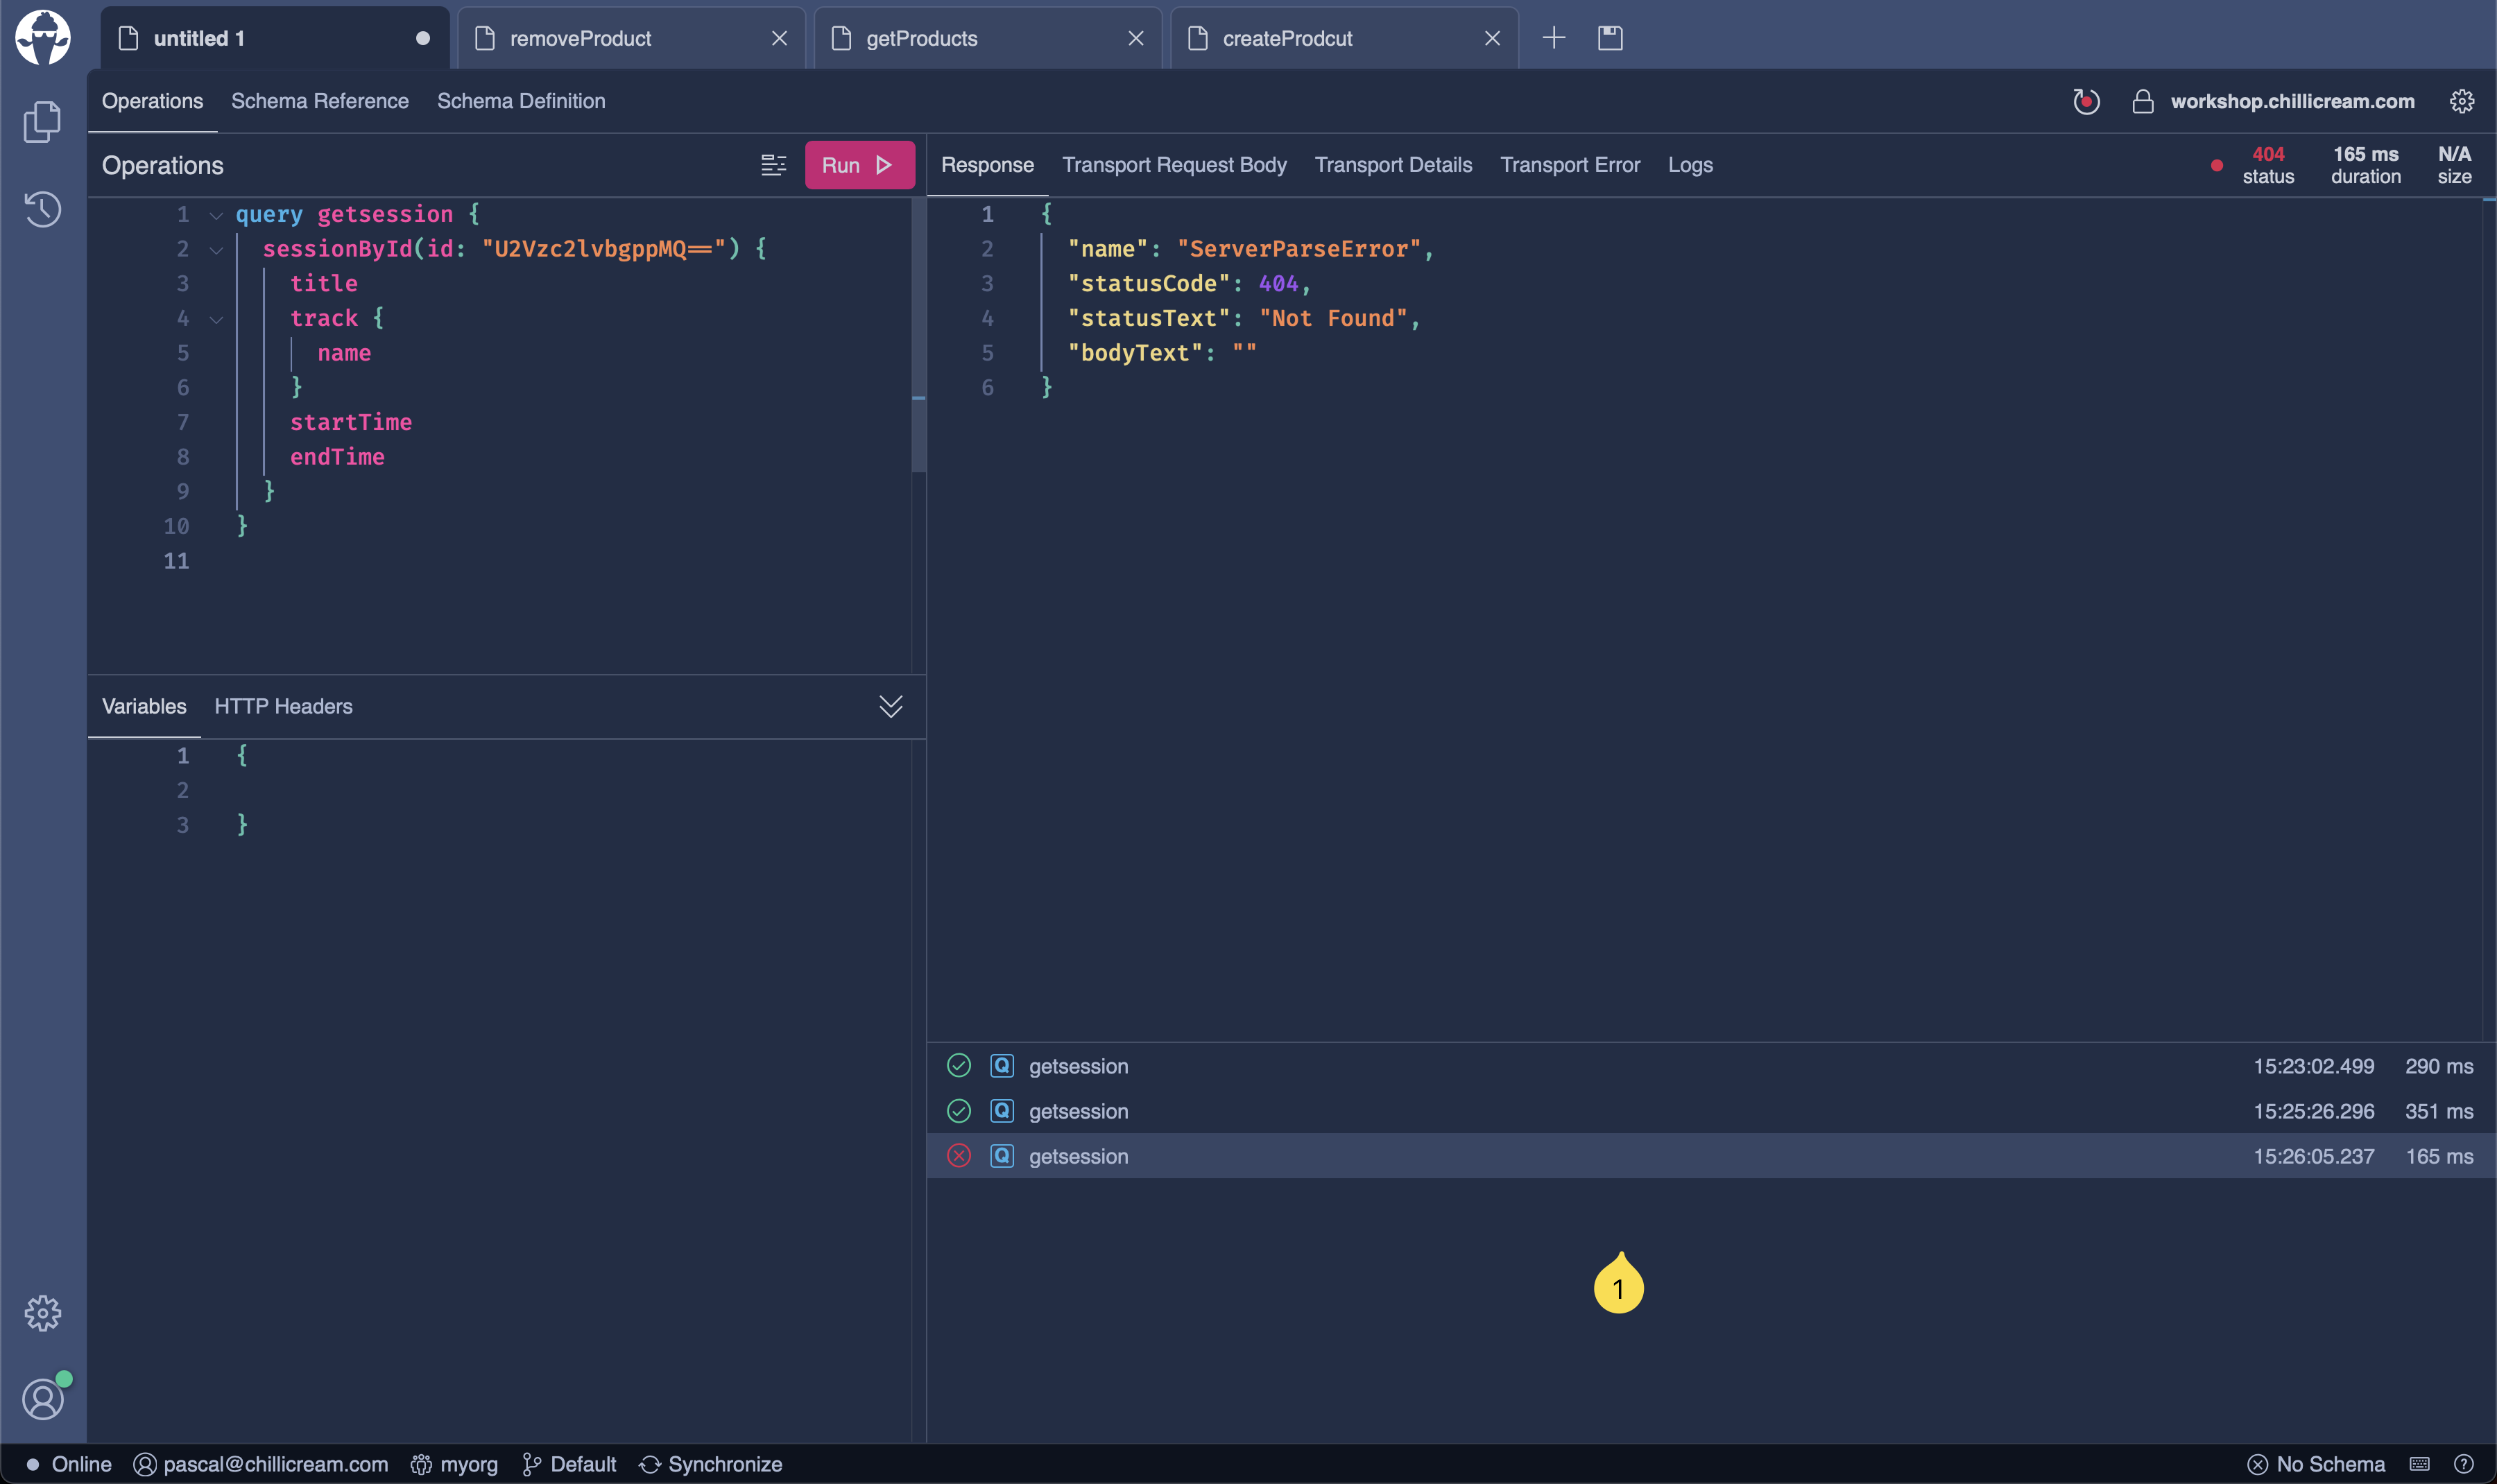 untitled 1
removeProduct
getProducts
createProdcut
Operations
Schema Reference
Schema Definition
workshop.chillicream.com
Operations
Run
1 query getsession {
2 sessionById(id: "U2Vzc2lvbgppMQ==") {
3 title
4 track {
5 name
6 }
7 startTime
8 endTime
9 }
10 }
11
Variables
HTTP Headers
1 {
2
3 }
Response
Transport Request Body
Transport Details
Transport Error
Logs
404 status
165 ms duration
N/A size
1 {
2 "name": "ServerParseError",
3 "statusCode": 404,
4 "statusText": "Not Found",
5 "bodyText": ""
6 }
Q getsession 15:23:02.499 290 ms
Q getsession 15:25:26.296 351 ms
Q getsession 15:26:05.237 165 ms
1
Online
pascal@chillicream.com
myorg
Default
Synchronize
No Schema